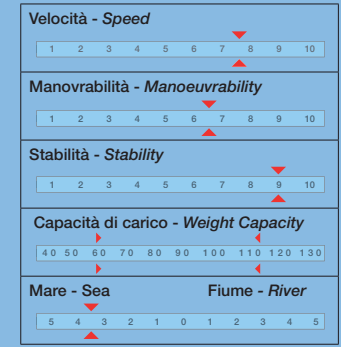 Velocità - Speed
1 2 3 4 5 6 7 8 9 10
Manovrabilità - Manoeuvrability
1 2 3 4 5 6 7 8 9 10
Stabilità - Stability
1 2 3 4 5 6 7 8 9 10
Capacità di carico - Weight Capacity
40 50 60 70 80 90 100 110 120 130
Mare - Sea Fiume - River
5 4 3 2 1 0 1 2 3 4 5